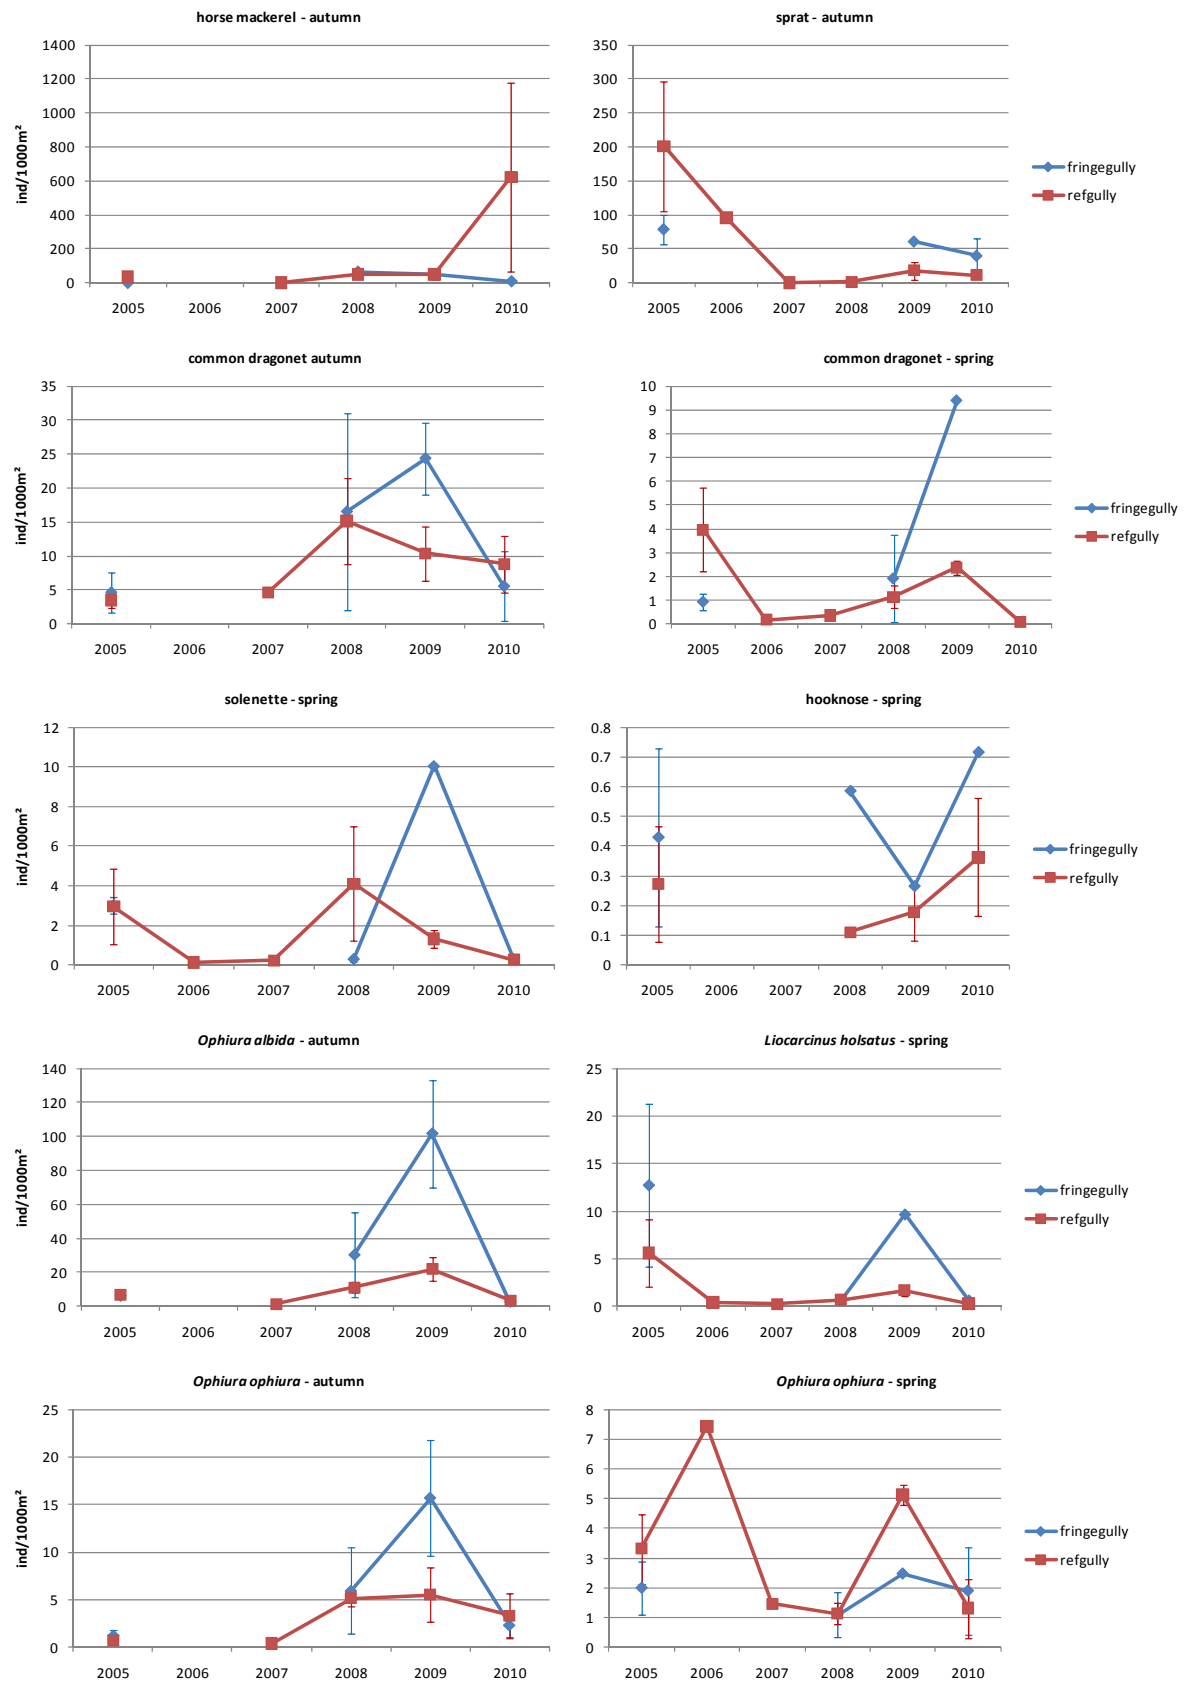 horse mackerel - autumn
ind/1000m²
1400
1200
1000
800
600
400
200
0
2005 2006 2007 2008 2009 2010
sprat - autumn
350
300
250
200
150
100
50
0
2005 2006 2007 2008 2009 2010
fringegully
refgully
common dragonet autumn
ind/1000m²
35
30
25
20
15
10
5
0
2005 2006 2007 2008 2009 2010
common dragonet - spring
10
9
8
7
6
5
4
3
2
1
0
2005 2006 2007 2008 2009 2010
fringegully
refgully
solenette - spring
ind/1000m²
12
10
8
6
4
2
0
2005 2006 2007 2008 2009 2010
hooknose - spring
0.8
0.7
0.6
0.5
0.4
0.3
0.2
0.1
0
2005 2006 2007 2008 2009 2010
fringegully
refgully
Ophiura albida - autumn
ind/1000m²
140
120
100
80
60
40
20
0
2005 2006 2007 2008 2009 2010
Liocarcinus holsatus - spring
25
20
15
10
5
0
2005 2006 2007 2008 2009 2010
fringegully
refgully
Ophiura ophiura - autumn
ind/1000m²
25
20
15
10
5
0
2005 2006 2007 2008 2009 2010
Ophiura ophiura - spring
8
7
6
5
4
3
2
1
0
2005 2006 2007 2008 2009 2010
fringegully
refgully